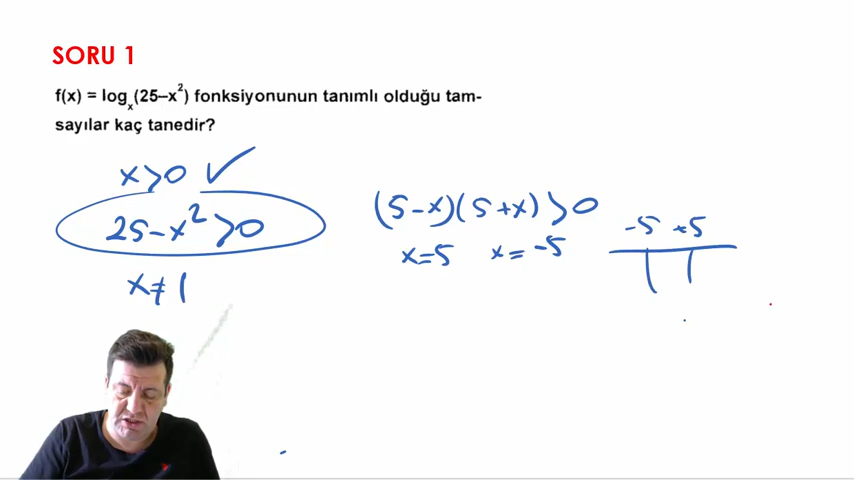 SORU 1
f(x) = logₓ(25–x²) fonksiyonunun tanımlı olduğu tam-
sayılar kaç tanedir?
x>0 ✓
25-x²>0
x≠1
(5-x)(5+x)>0
x=5 x=-5
-5 +5